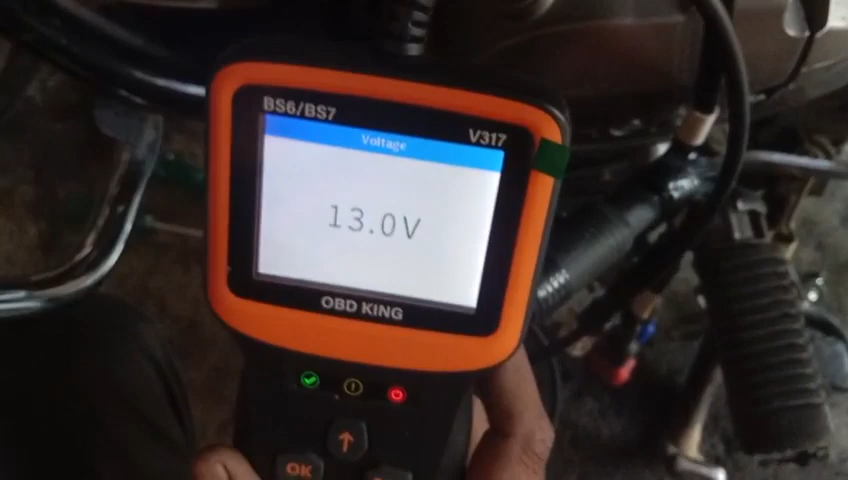 BS6/BS7
V317
Voltage
13.0V
OBD KING
OK